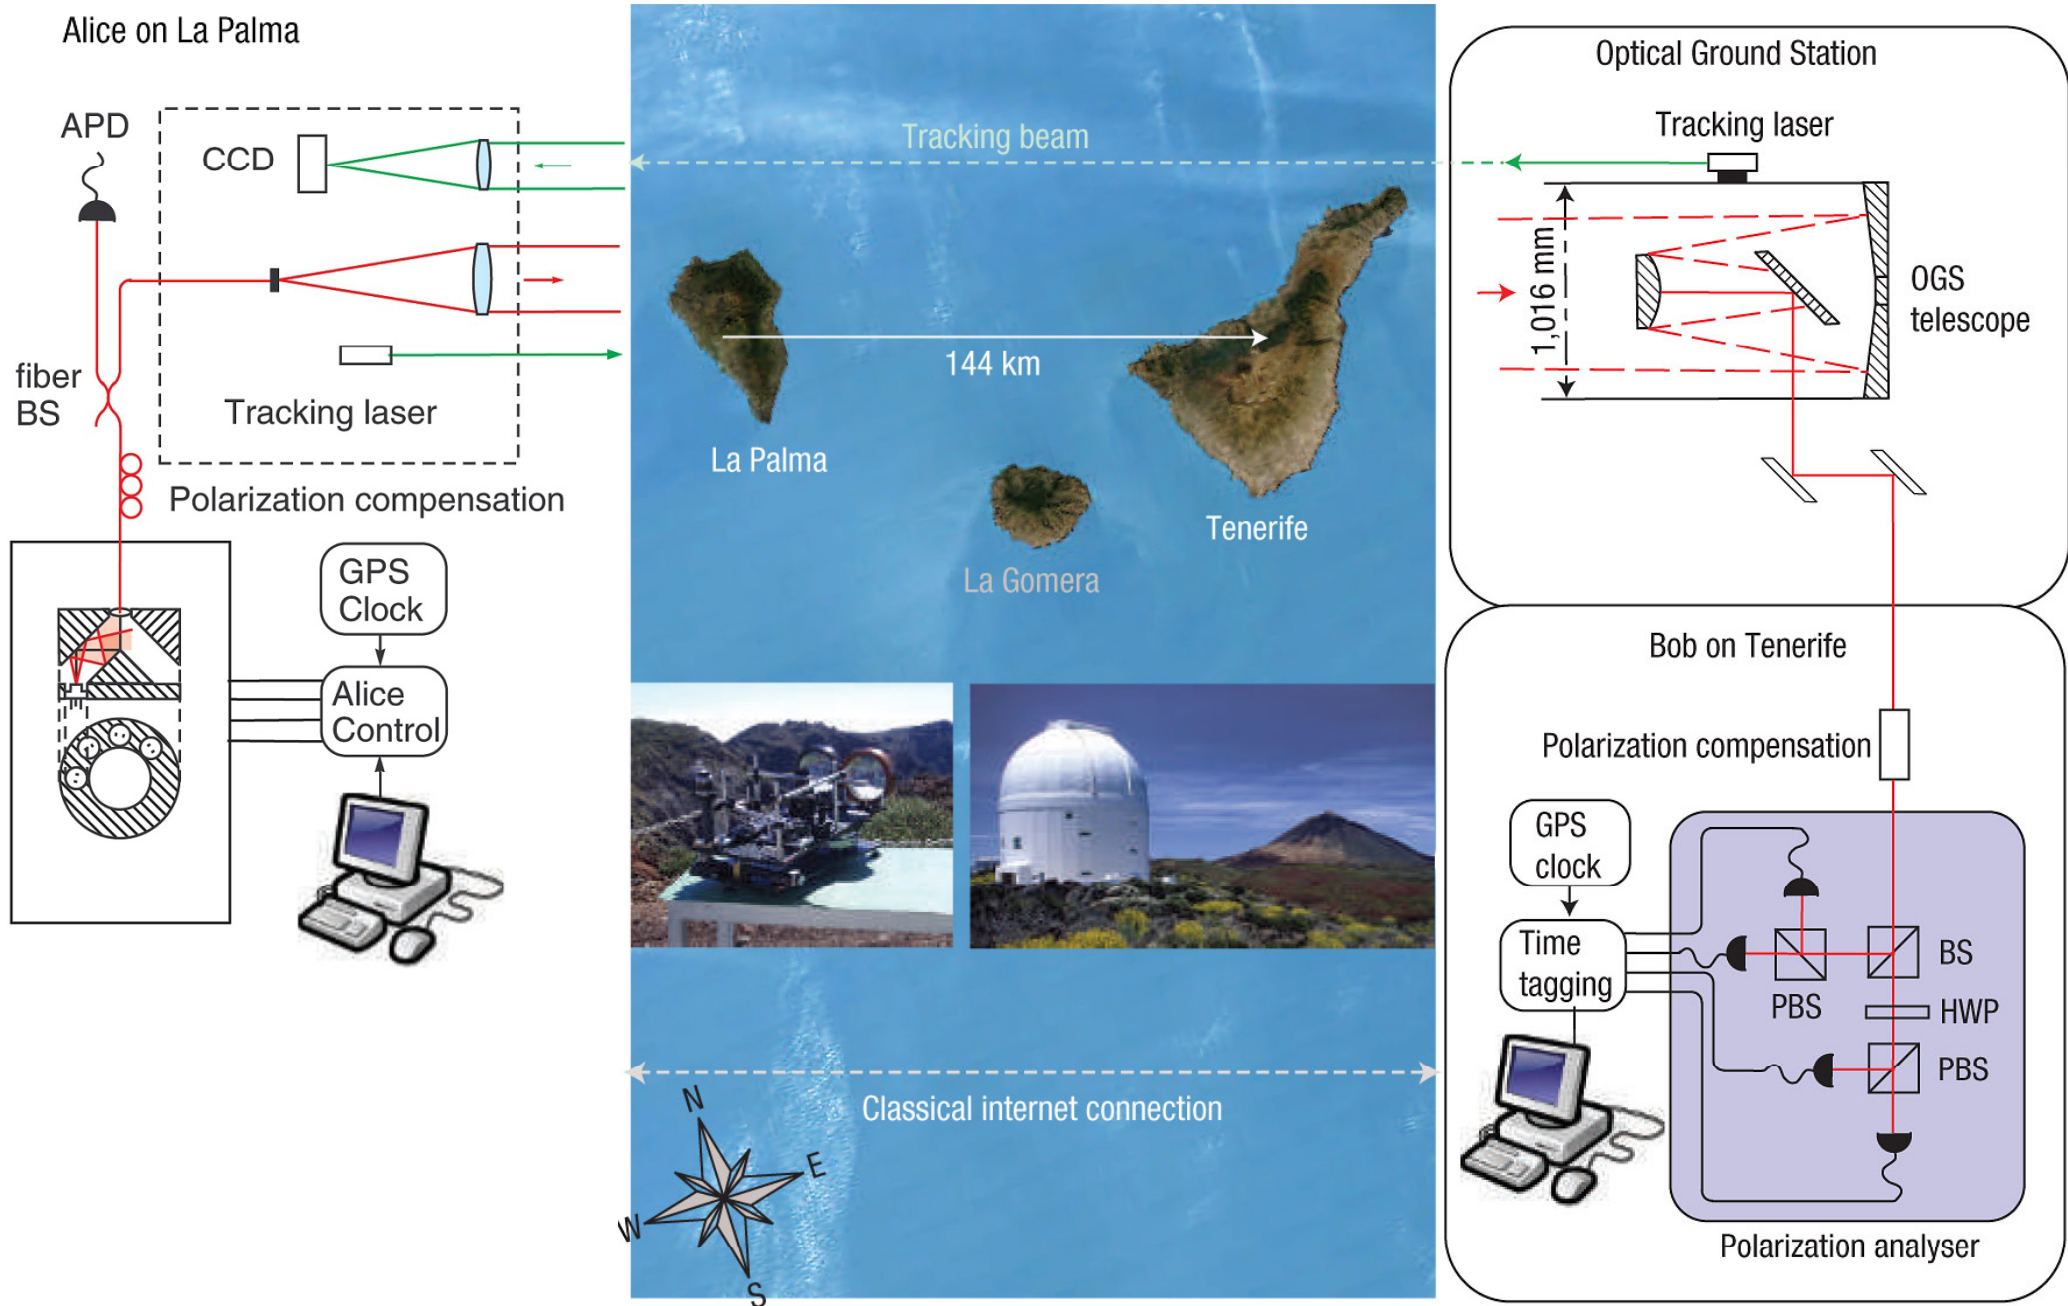 Alice on La Palma
APD
CCD
fiber
BS
Tracking laser
Polarization compensation
GPS
Clock
Alice
Control
Tracking beam
144 km
La Palma
La Gomera
Tenerife
Classical internet connection
N
E
W
S
Optical Ground Station
Tracking laser
1,016 mm
OGS
telescope
Bob on Tenerife
Polarization compensation
GPS
clock
Time
tagging
BS
PBS
HWP
PBS
Polarization analyser